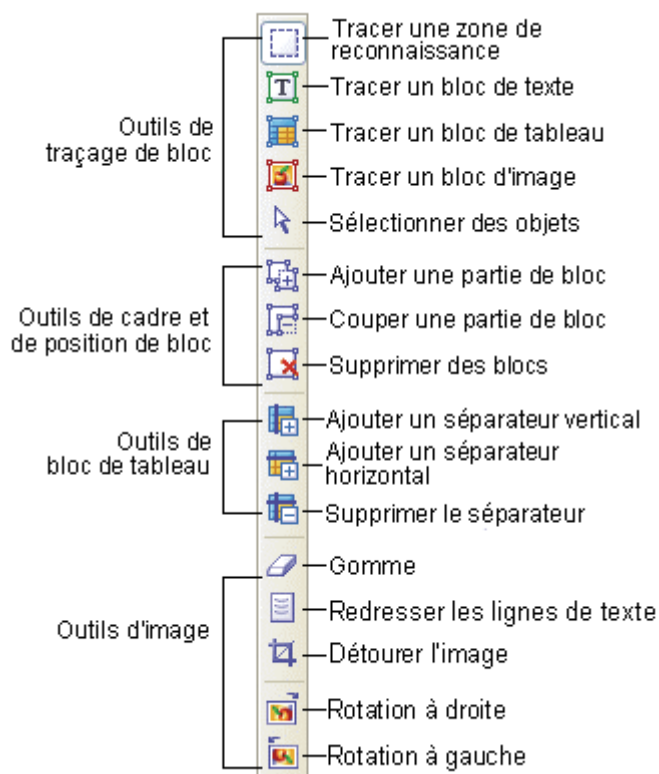 Tracer une zone de
reconnaissance
T
Tracer un bloc de texte
Outils de
traçage de bloc
Tracer un bloc de tableau
Tracer un bloc d'image
Sélectionner des objets
Outils de cadre et
de position de bloc
Ajouter une partie de bloc
Couper une partie de bloc
Supprimer des blocs
Outils de
bloc de tableau
Ajouter un séparateur vertical
Ajouter un séparateur
horizontal
Supprimer le séparateur
Outils d'image
Gomme
Redresser les lignes de texte
Détourer l'image
Rotation à droite
Rotation à gauche